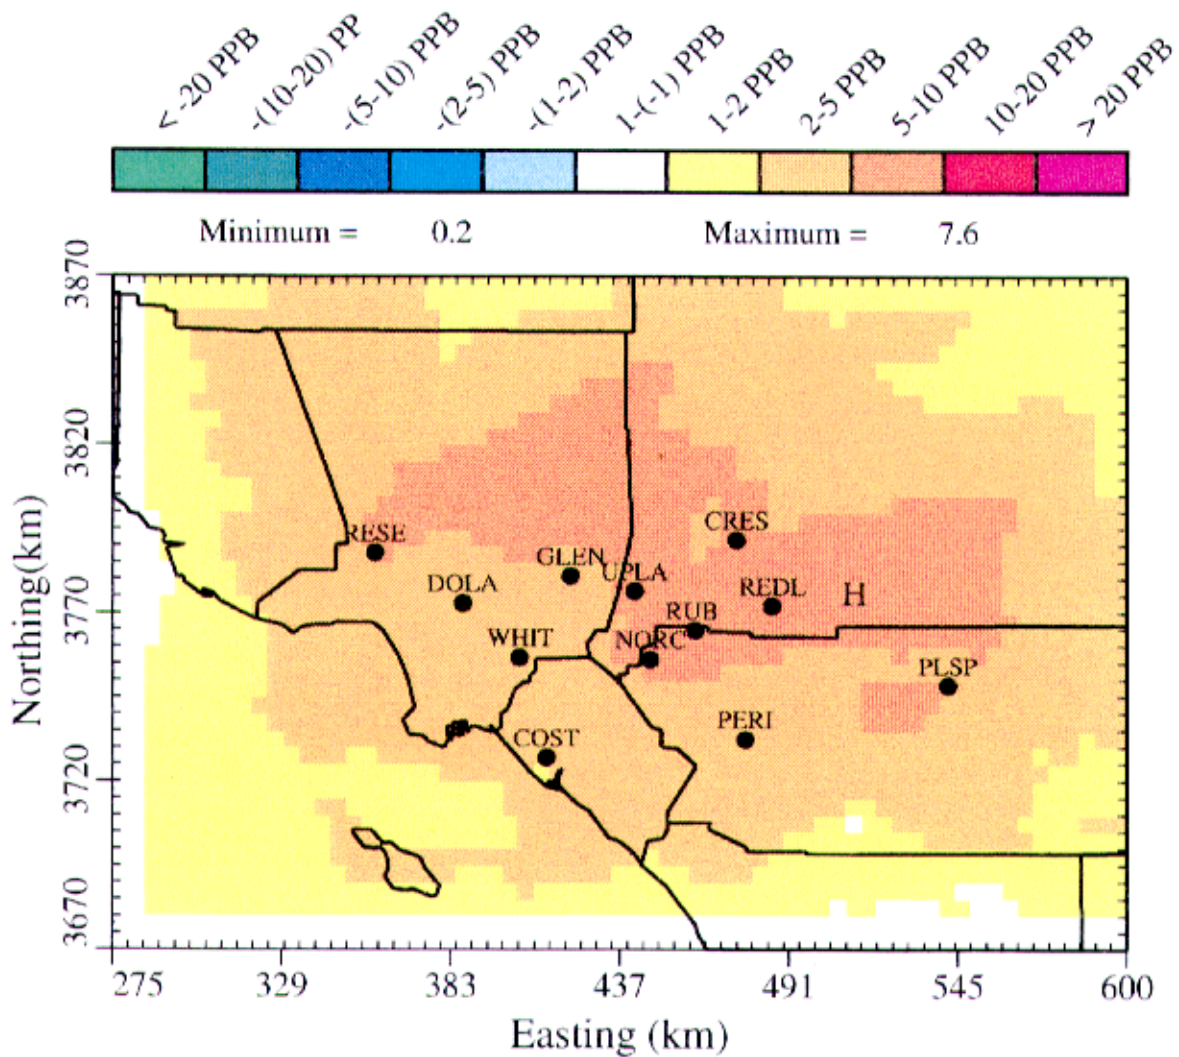 < -20 PPB
-(10-20) PP
-(5-10) PPB
-(2-5) PPB
-(1-2) PPB
1-(-1) PPB
1-2 PPB
2-5 PPB
5-10 PPB
10-20 PPB
> 20 PPB
Minimum = 0.2 Maximum = 7.6
3870
3820
3770
3720
3670
Northing(km)
CRES
RESE
GLEN
UPLA
DOLA
REDL
H
RUB
WHIT
NORC
PLSP
PERI
COST
275 329 383 437 491 545 600
Easting (km)